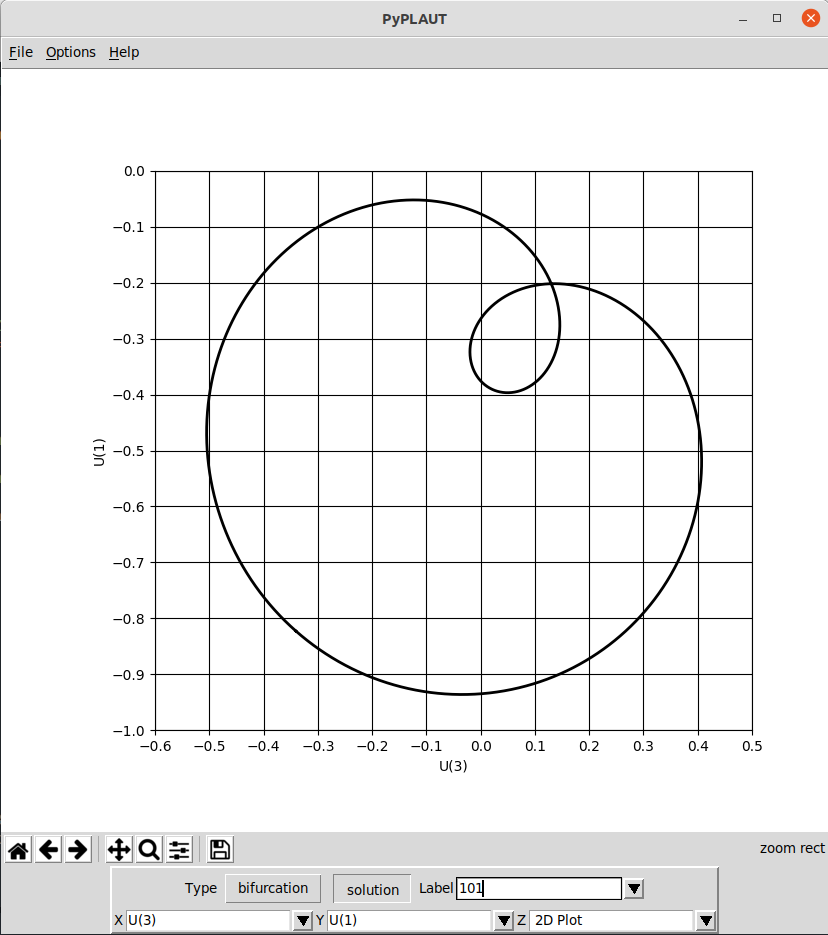 PyPLAUT
File Options Help
0.0
−0.1
−0.2
−0.3
−0.4
−0.5
−0.6
−0.7
−0.8
−0.9
−1.0
U(1)
−0.6 −0.5 −0.4 −0.3 −0.2 −0.1 0.0 0.1 0.2 0.3 0.4 0.5
U(3)
zoom rect
Type bifurcation solution Label 101
X U(3) Y U(1) Z 2D Plot